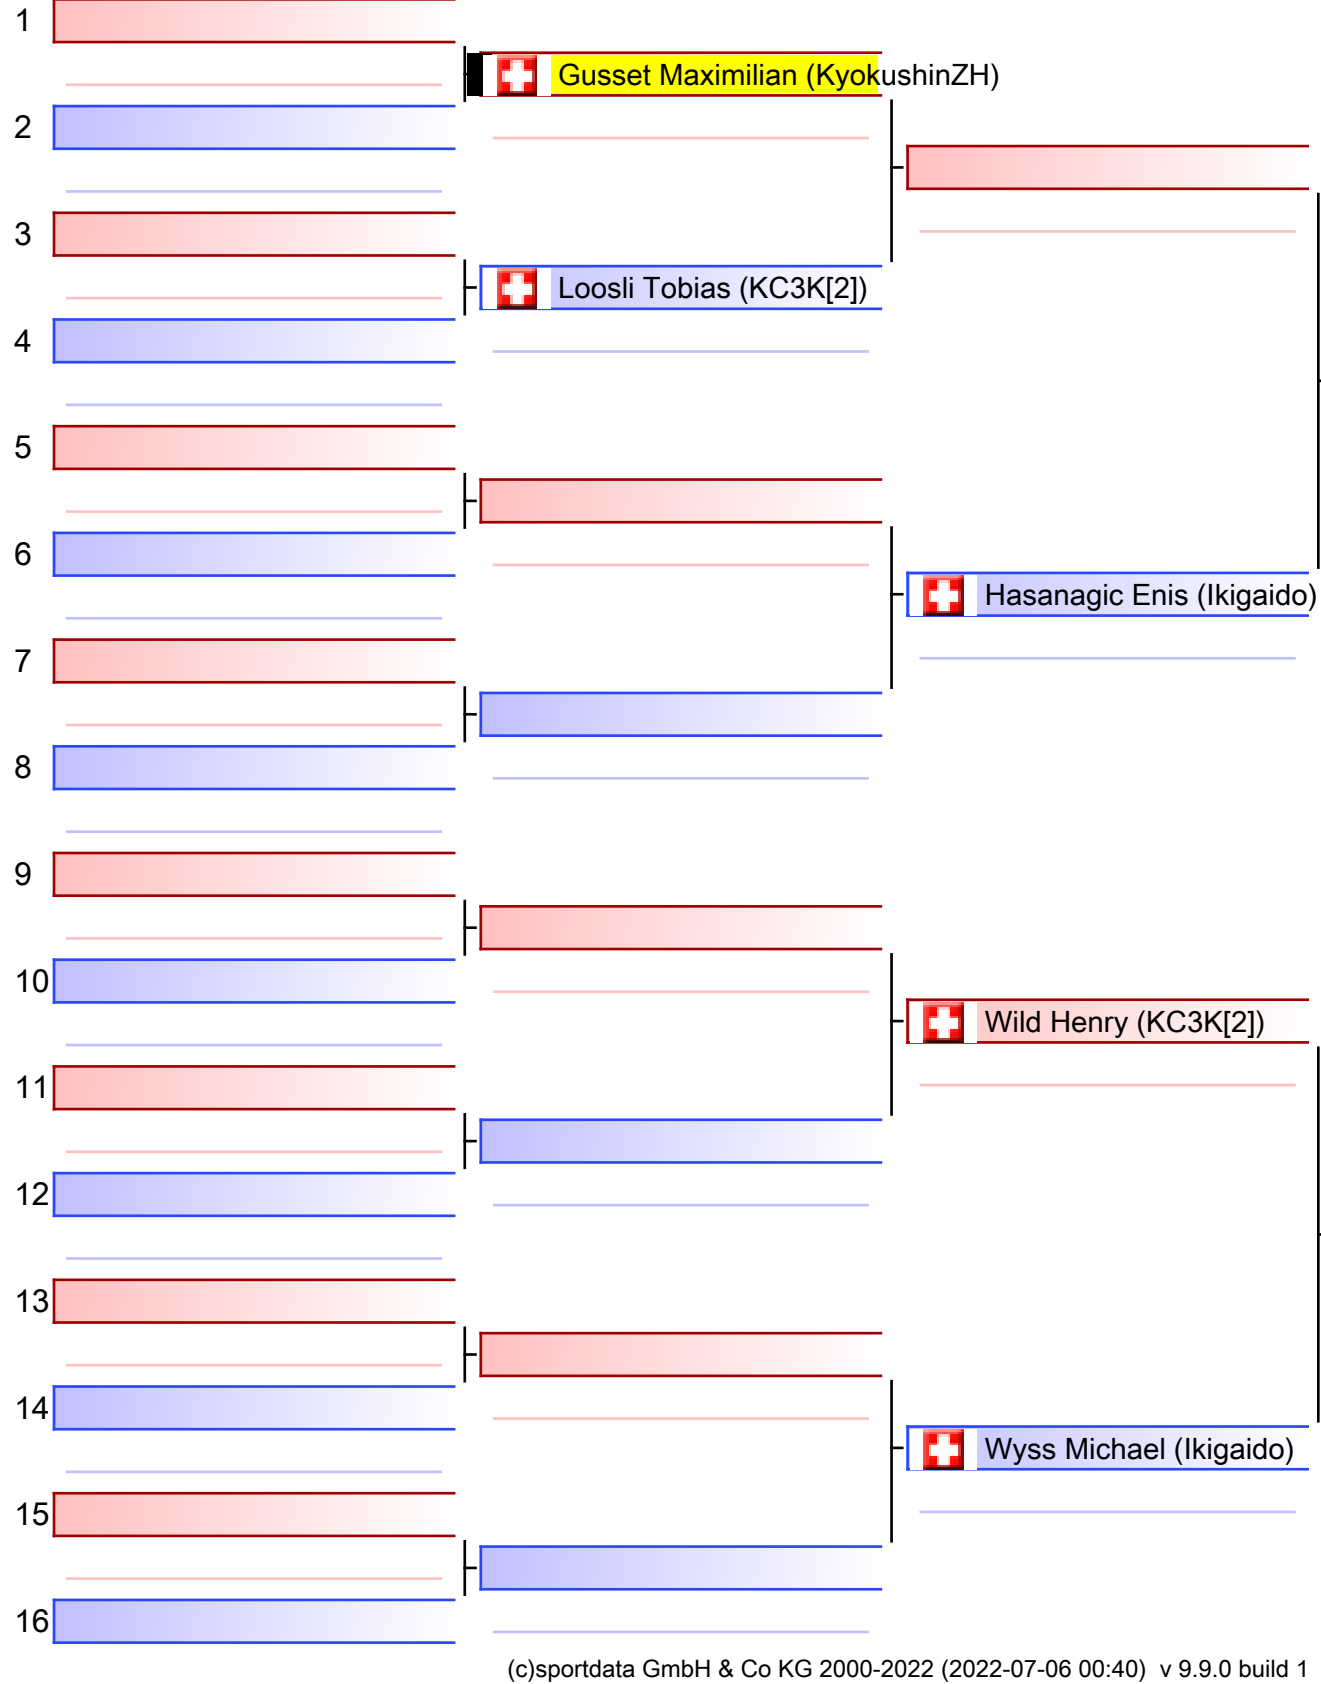 1
Gusset Maximilian (KyokushinZH)
2
3
Loosli Tobias (KC3K[2])
4
5
6
Hasanagic Enis (Ikigaido)
7
8
9
10
Wild Henry (KC3K[2])
11
12
13
14
Wyss Michael (Ikigaido)
15
16
(c)sportdata GmbH & Co KG 2000-2022 (2022-07-06 00:40) v 9.9.0 build 1